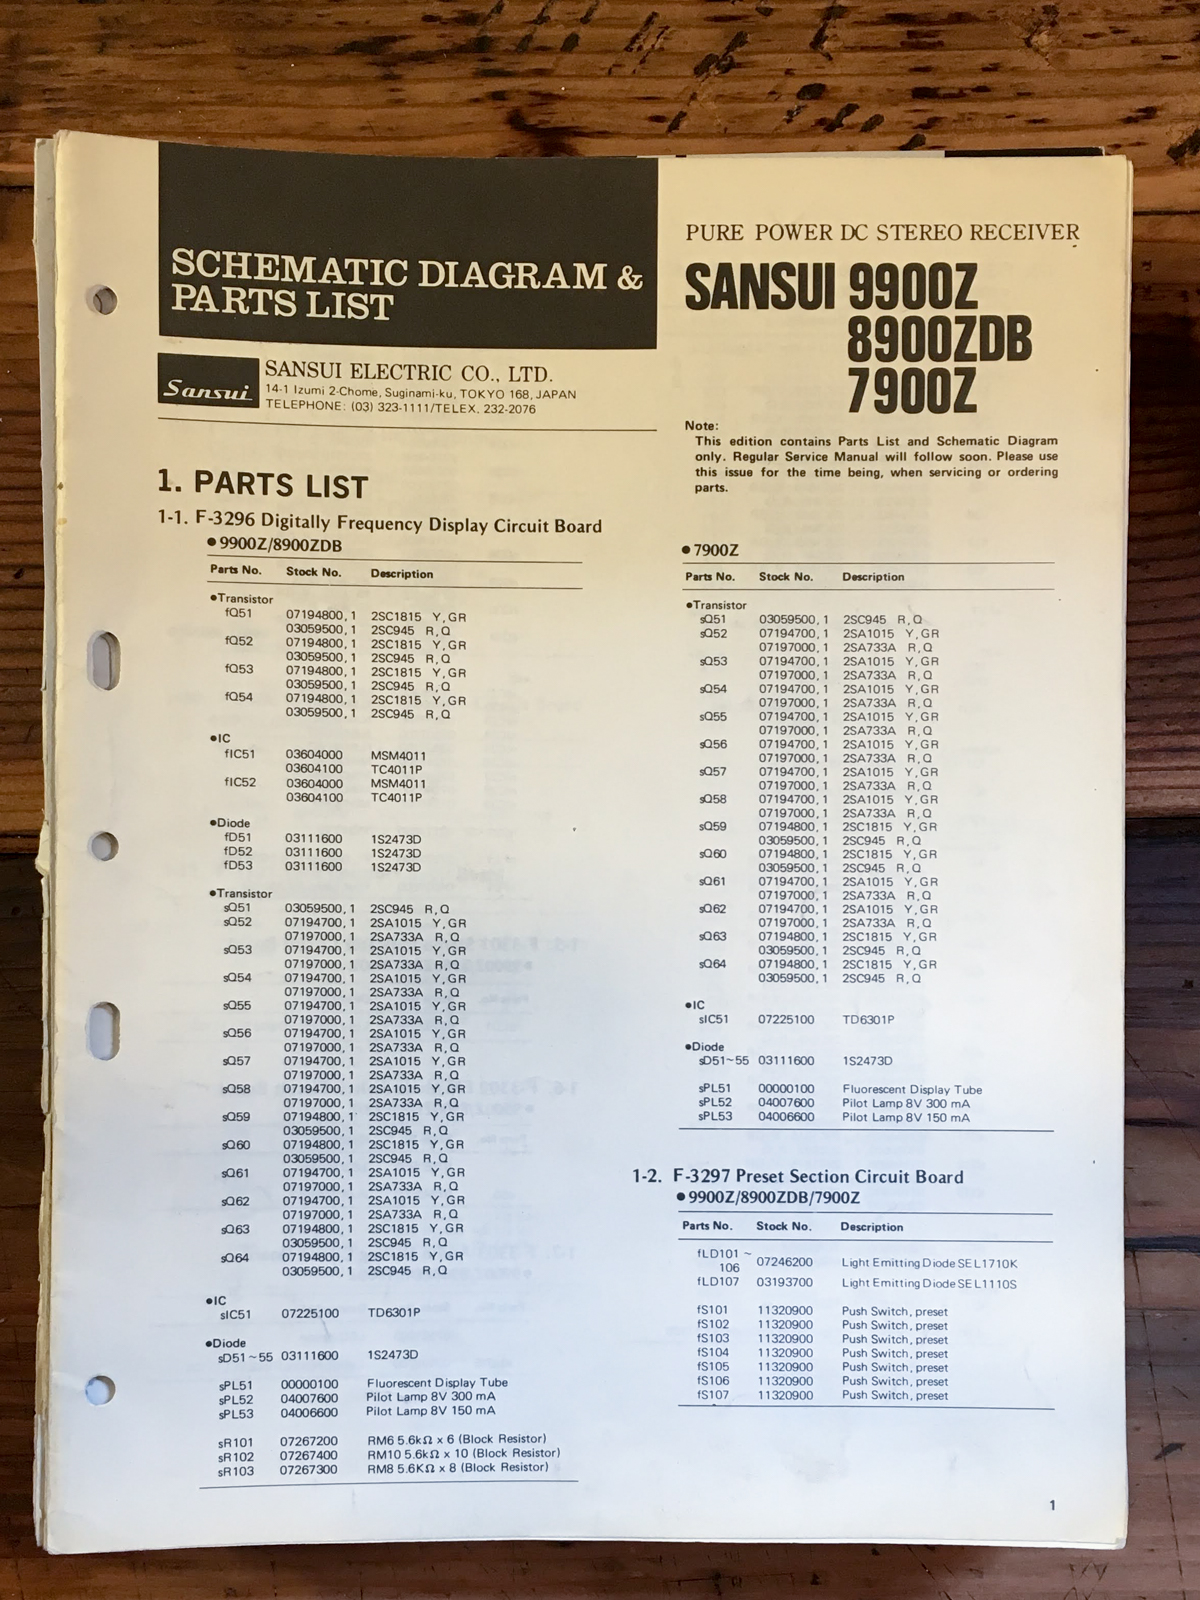 SCHEMATIC DIAGRAM &
PARTS LIST
Sansui
SANSUI ELECTRIC CO., LTD.
14-1 Izumi 2-Chome, Suginami-ku, TOKYO 168, JAPAN
TELEPHONE: (03) 323-1111/TELEX. 232-2076
PURE POWER DC STEREO RECEIVER
SANSUI 9900Z
8900ZDB
7900Z
Note:
This edition contains Parts List and Schematic Diagram
only. Regular Service Manual will follow soon. Please use
this issue for the time being, when servicing or ordering
parts.
1. PARTS LIST
1-1. F-3296 Digitally Frequency Display Circuit Board
●9900Z/8900ZDB
Parts No. Stock No. Description
●Transistor
fQ51 07194800,1 2SC1815 Y,GR
03059500,1 2SC945 R,Q
fQ52 07194800,1 2SC1815 Y,GR
03059500,1 2SC945 R,Q
fQ53 07194800,1 2SC1815 Y,GR
03059500,1 2SC945 R,Q
fQ54 07194800,1 2SC1815 Y,GR
03059500,1 2SC945 R,Q
●IC
fIC51 03604000 MSM4011
03604100 TC4011P
fIC52 03604000 MSM4011
03604100 TC4011P
●Diode
fD51 03111600 1S2473D
fD52 03111600 1S2473D
fD53 03111600 1S2473D
●Transistor
sQ51 03059500,1 2SC945 R,Q
sQ52 07194700,1 2SA1015 Y,GR
07197000,1 2SA733A R,Q
sQ53 07194700,1 2SA1015 Y,GR
07197000,1 2SA733A R,Q
sQ54 07194700,1 2SA1015 Y,GR
07197000,1 2SA733A R,Q
sQ55 07194700,1 2SA1015 Y,GR
07197000,1 2SA733A R,Q
sQ56 07194700,1 2SA1015 Y,GR
07197000,1 2SA733A R,Q
sQ57 07194700,1 2SA1015 Y,GR
07197000,1 2SA733A R,Q
sQ58 07194700,1 2SA1015 Y,GR
07197000,1 2SA733A R,Q
sQ59 07194800,1 2SC1815 Y,GR
03059500,1 2SC945 R,Q
sQ60 07194800,1 2SC1815 Y,GR
03059500,1 2SC945 R,Q
sQ61 07194700,1 2SA1015 Y,GR
07197000,1 2SA733A R,Q
sQ62 07194700,1 2SA1015 Y,GR
07197000,1 2SA733A R,Q
sQ63 07194800,1 2SC1815 Y,GR
03059500,1 2SC945 R,Q
sQ64 07194800,1 2SC1815 Y,GR
03059500,1 2SC945 R,Q
●IC
sIC51 07225100 TD6301P
●Diode
sD51~55 03111600 1S2473D
sPL51 00000100 Fluorescent Display Tube
sPL52 04007600 Pilot Lamp 8V 300 mA
sPL53 04006600 Pilot Lamp 8V 150 mA
sR101 07267200 RM6 5.6kΩ x 6 (Block Resistor)
sR102 07267400 RM10 5.6kΩ x 10 (Block Resistor)
sR103 07267300 RM8 5.6KΩ x 8 (Block Resistor)
●7900Z
Parts No. Stock No. Description
●Transistor
sQ51 03059500,1 2SC945 R,Q
sQ52 07194700,1 2SA1015 Y,GR
07197000,1 2SA733A R,Q
sQ53 07194700,1 2SA1015 Y,GR
07197000,1 2SA733A R,Q
sQ54 07194700,1 2SA1015 Y,GR
07197000,1 2SA733A R,Q
sQ55 07194700,1 2SA1015 Y,GR
07197000,1 2SA733A R,Q
sQ56 07194700,1 2SA1015 Y,GR
07197000,1 2SA733A R,Q
sQ57 07194700,1 2SA1015 Y,GR
07197000,1 2SA733A R,Q
sQ58 07194700,1 2SA1015 Y,GR
07197000,1 2SA733A R,Q
sQ59 07194800,1 2SC1815 Y,GR
03059500,1 2SC945 R,Q
sQ60 07194800,1 2SC1815 Y,GR
03059500,1 2SC945 R,Q
sQ61 07194700,1 2SA1015 Y,GR
07197000,1 2SA733A R,Q
sQ62 07194700,1 2SA1015 Y,GR
07197000,1 2SA733A R,Q
sQ63 07194800,1 2SC1815 Y,GR
03059500,1 2SC945 R,Q
sQ64 07194800,1 2SC1815 Y,GR
03059500,1 2SC945 R,Q
●IC
sIC51 07225100 TD6301P
●Diode
sD51~55 03111600 1S2473D
sPL51 00000100 Fluorescent Display Tube
sPL52 04007600 Pilot Lamp 8V 300 mA
sPL53 04006600 Pilot Lamp 8V 150 mA
1-2. F-3297 Preset Section Circuit Board
●9900Z/8900ZDB/7900Z
Parts No. Stock No. Description
fLD101 ~
106 07246200 Light Emitting Diode SEL1710K
fLD107 03193700 Light Emitting Diode SEL1110S
fS101 11320900 Push Switch, preset
fS102 11320900 Push Switch, preset
fS103 11320900 Push Switch, preset
fS104 11320900 Push Switch, preset
fS105 11320900 Push Switch, preset
fS106 11320900 Push Switch, preset
fS107 11320900 Push Switch, preset
1